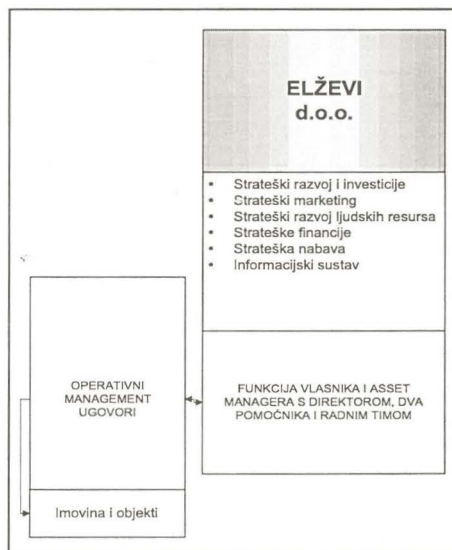 ELŽEVI
d.o.o.
• Strateški razvoj i investicije
• Strateški marketing
• Strateški razvoj ljudskih resursa
• Strateške financije
• Strateška nabava
• Informacijski sustav
OPERATIVNI
MANAGEMENT
UGOVORI
FUNKCIJA VLASNIKA I ASSET
MANAGERA S DIREKTOROM, DVA
POMOĆNIKA I RADNIM TIMOM
Imovina i objekti